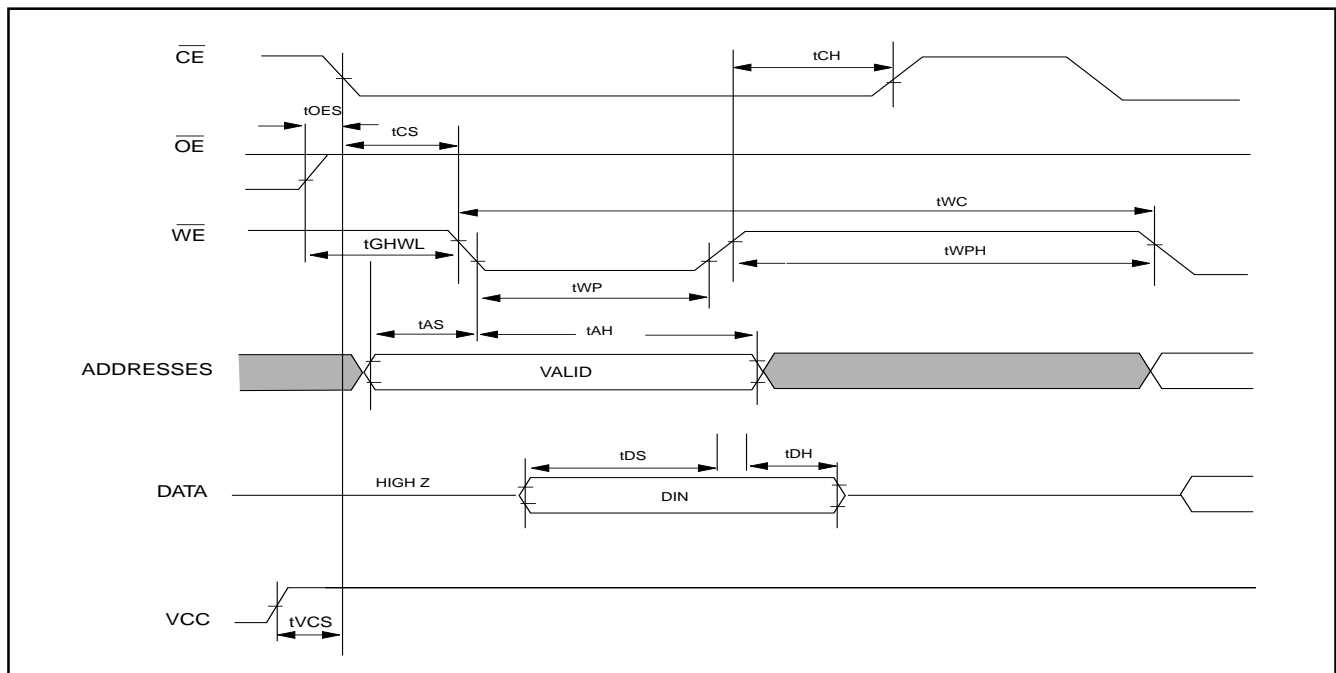 CE
tCH
tOES
tCS
OE
tWC
WE
tGHWL
tWPH
tWP
tAS
tAH
ADDRESSES
VALID
tDS
tDH
HIGH Z
DATA
DIN
VCC
tVCS